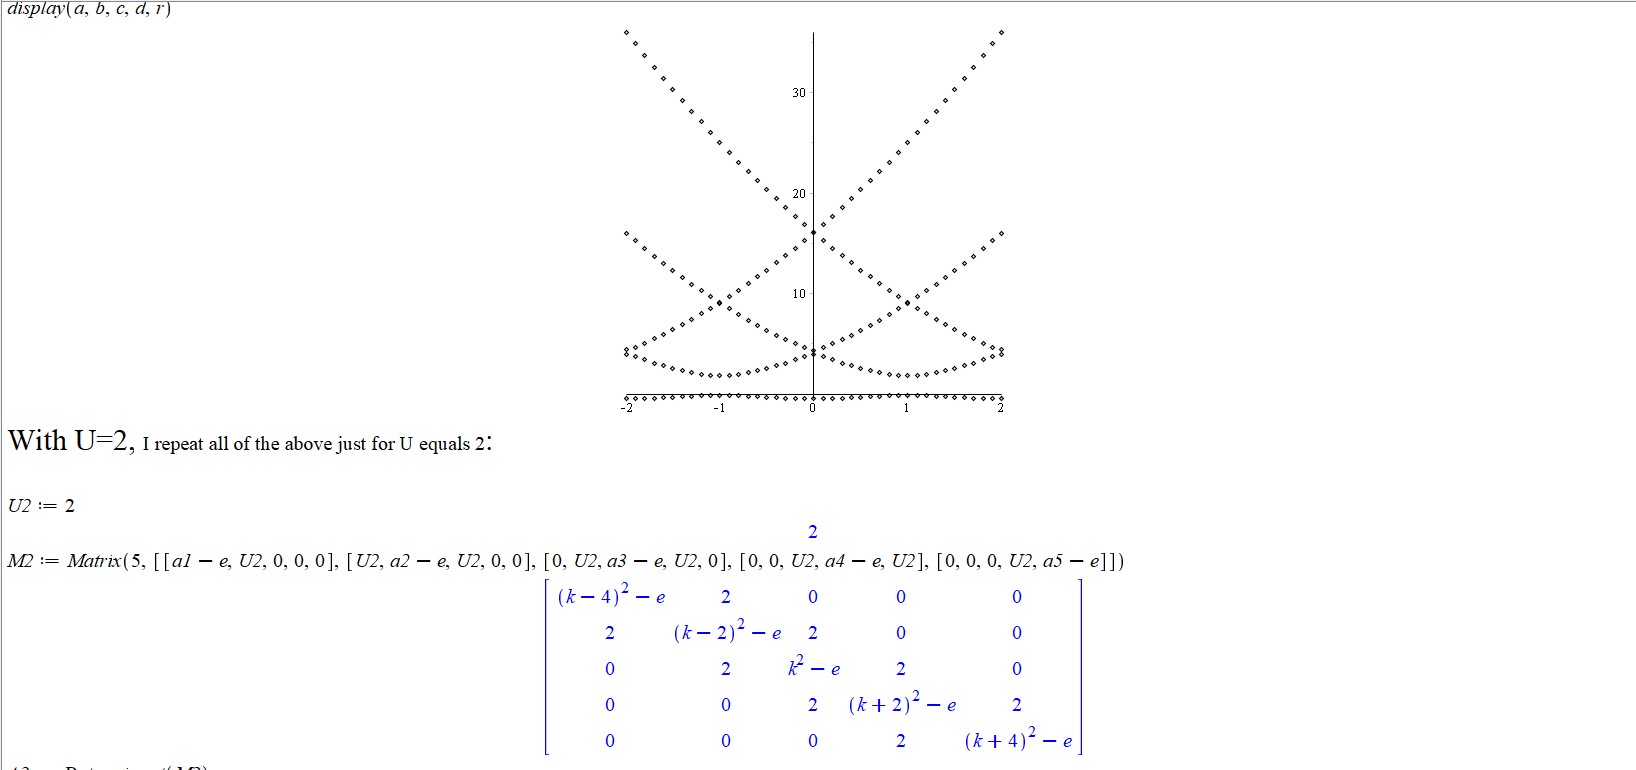 display(a, b, c, d, r)
30
20
10
-2 -1 0 1 2
With U=2, I repeat all of the above just for U equals 2:
U2 := 2
2
M2 := Matrix(5, [[a1 − e, U2, 0, 0, 0], [U2, a2 − e, U2, 0, 0], [0, U2, a3 − e, U2, 0], [0, 0, U2, a4 − e, U2], [0, 0, 0, U2, a5 − e]])
(k − 4)² − e 2 0 0 0
2 (k − 2)² − e 2 0 0
0 2 k² − e 2 0
0 0 2 (k + 2)² − e 2
0 0 0 2 (k + 4)² − e